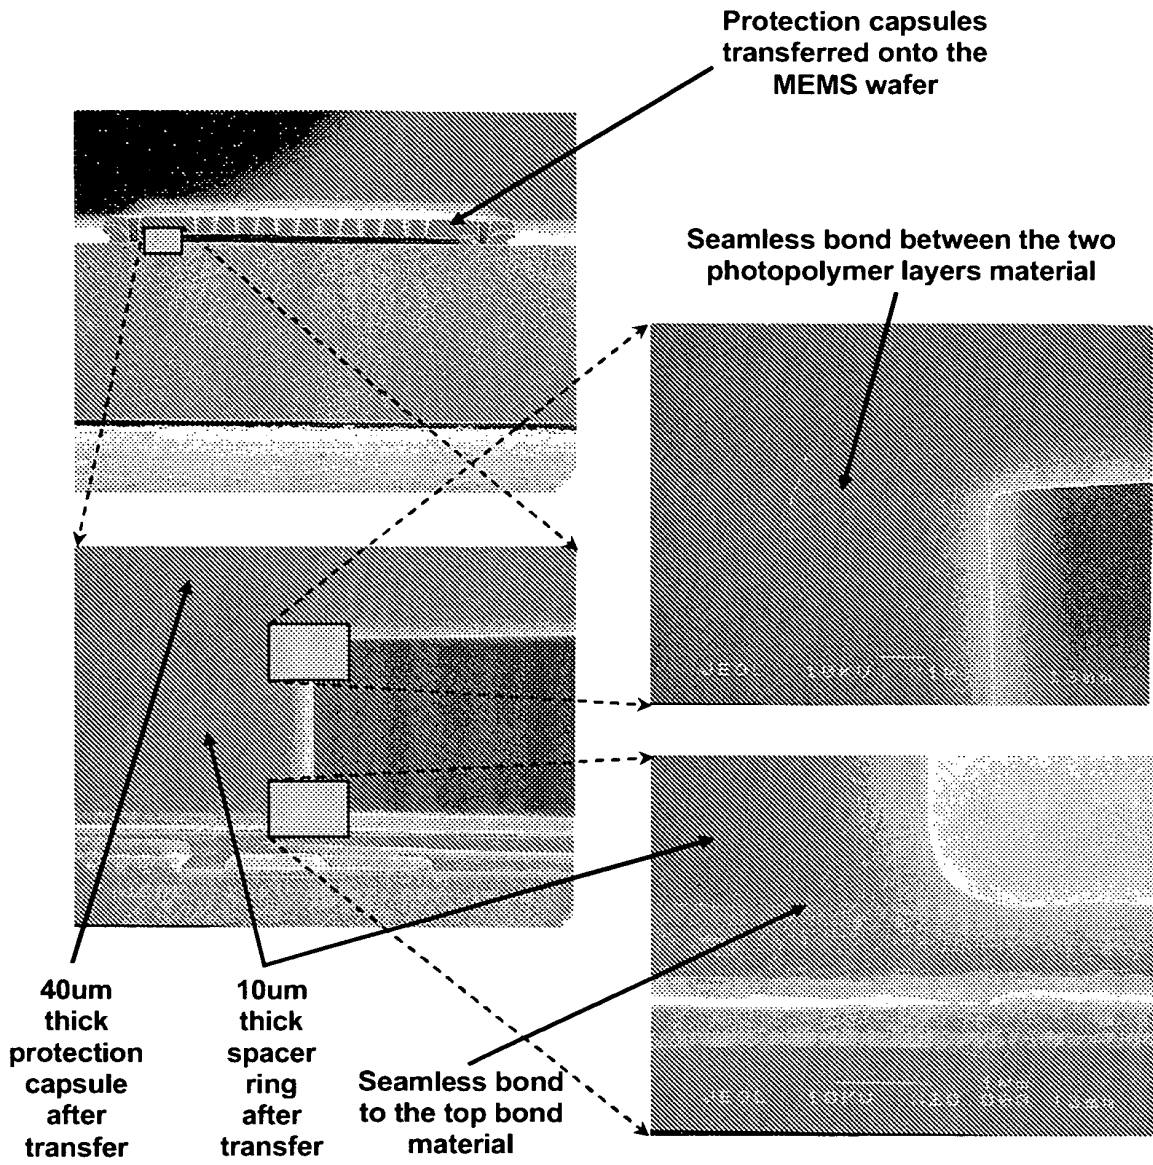 Protection capsules
transferred onto the
MEMS wafer
Seamless bond between the two
photopolymer layers material
40um
thick
protection
capsule
after
transfer
10um
thick
spacer
ring
after
transfer
Seamless bond
to the top bond
material